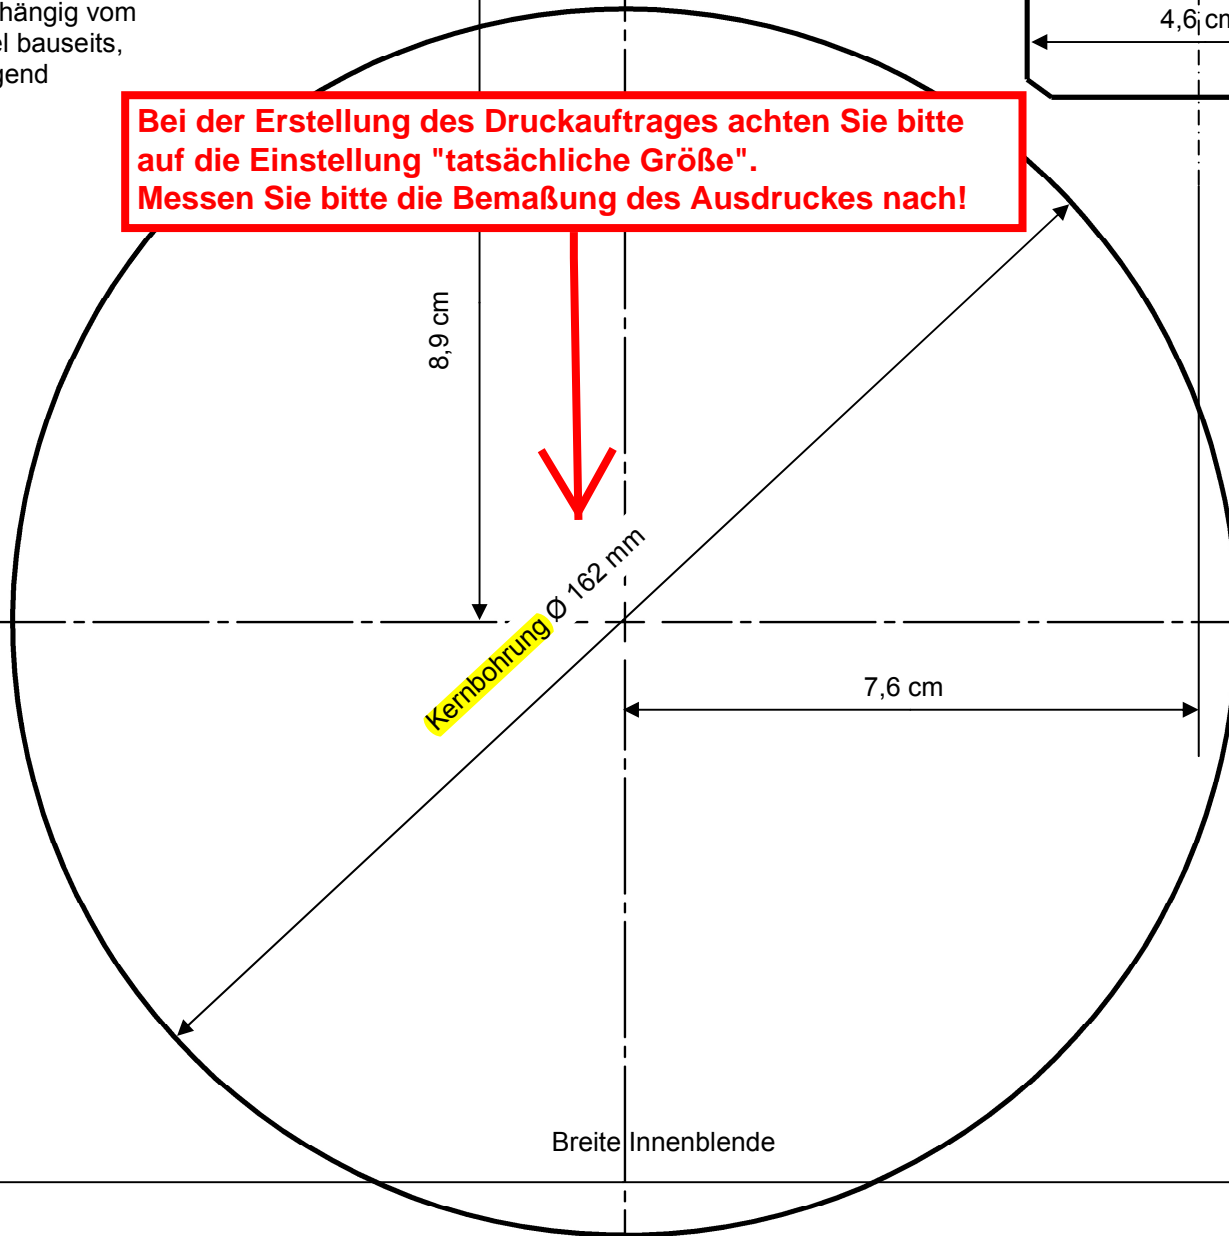 hängig vom
el bauseits,
gend
4,6 cm
Bei der Erstellung des Druckauftrages achten Sie bitte
auf die Einstellung "tatsächliche Größe".
Messen Sie bitte die Bemaßung des Ausdruckes nach!
8,9 cm
Kernbohrung Ø 162 mm
7,6 cm
Breite Innenblende